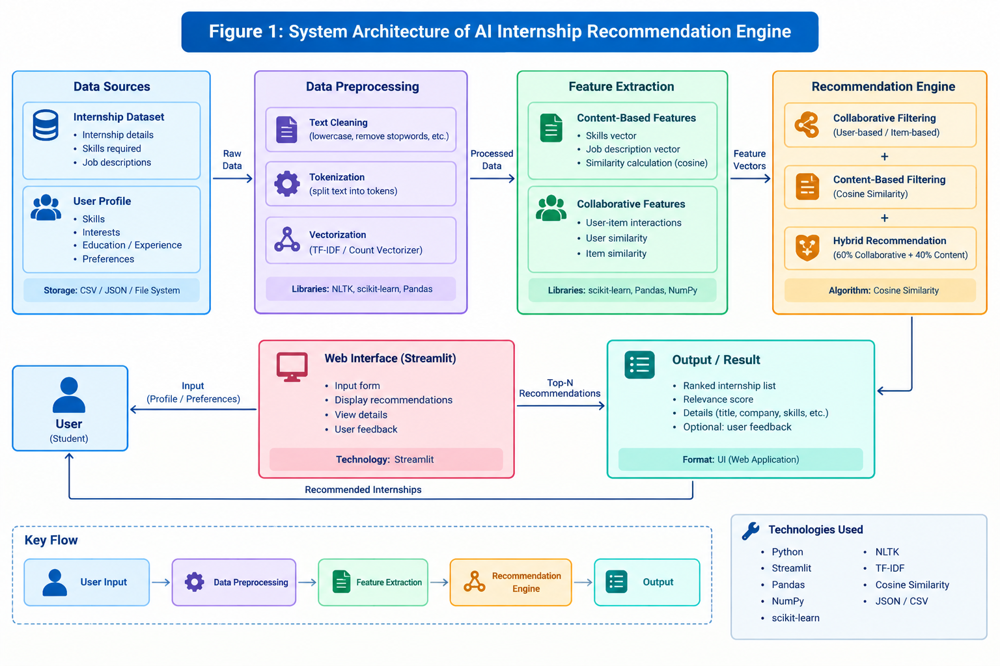 Figure 1: System Architecture of AI Internship Recommendation Engine
Data Sources
Internship Dataset
• Internship details
• Skills required
• Job descriptions
User Profile
• Skills
• Interests
• Education / Experience
• Preferences
Storage: CSV / JSON / File System
Raw
Data
Data Preprocessing
Text Cleaning
(lowercase, remove stopwords, etc.)
Tokenization
(split text into tokens)
Vectorization
(TF-IDF / Count Vectorizer)
Libraries: NLTK, scikit-learn, Pandas
Processed
Data
Feature Extraction
Content-Based Features
• Skills vector
• Job description vector
• Similarity calculation (cosine)
Collaborative Features
• User-item interactions
• User similarity
• Item similarity
Libraries: scikit-learn, Pandas, NumPy
Feature
Vectors
Recommendation Engine
Collaborative Filtering
(User-based / Item-based)
+
Content-Based Filtering
(Cosine Similarity)
+
Hybrid Recommendation
(60% Collaborative + 40% Content)
Algorithm: Cosine Similarity
User
(Student)
Input
(Profile / Preferences)
Web Interface (Streamlit)
• Input form
• Display recommendations
• View details
• User feedback
Technology: Streamlit
Top-N
Recommendations
Output / Result
• Ranked internship list
• Relevance score
• Details (title, company, skills, etc.)
• Optional: user feedback
Format: UI (Web Application)
Recommended Internships
Key Flow
User Input
Data Preprocessing
Feature Extraction
Recommendation
Engine
Output
Technologies Used
• Python
• Streamlit
• Pandas
• NumPy
• scikit-learn
• NLTK
• TF-IDF
• Cosine Similarity
• JSON / CSV